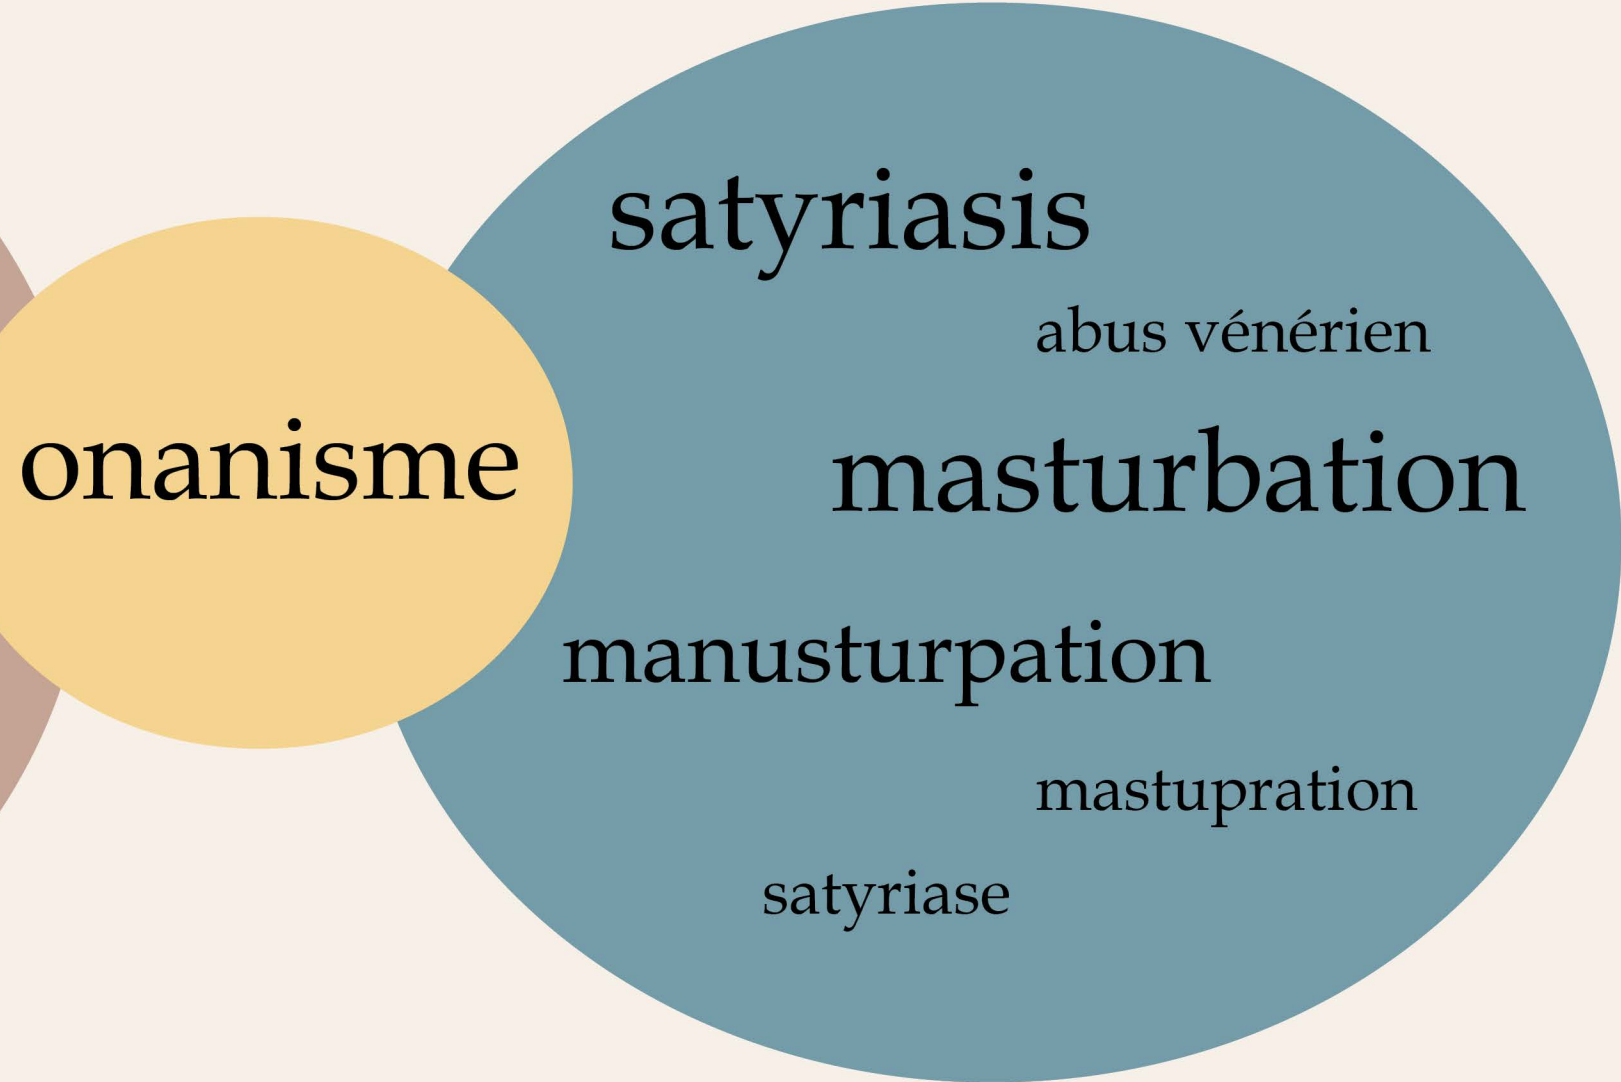 satyriasis
abus vénérien
onanisme
masturbation
manusturpation
mastupration
satyriase